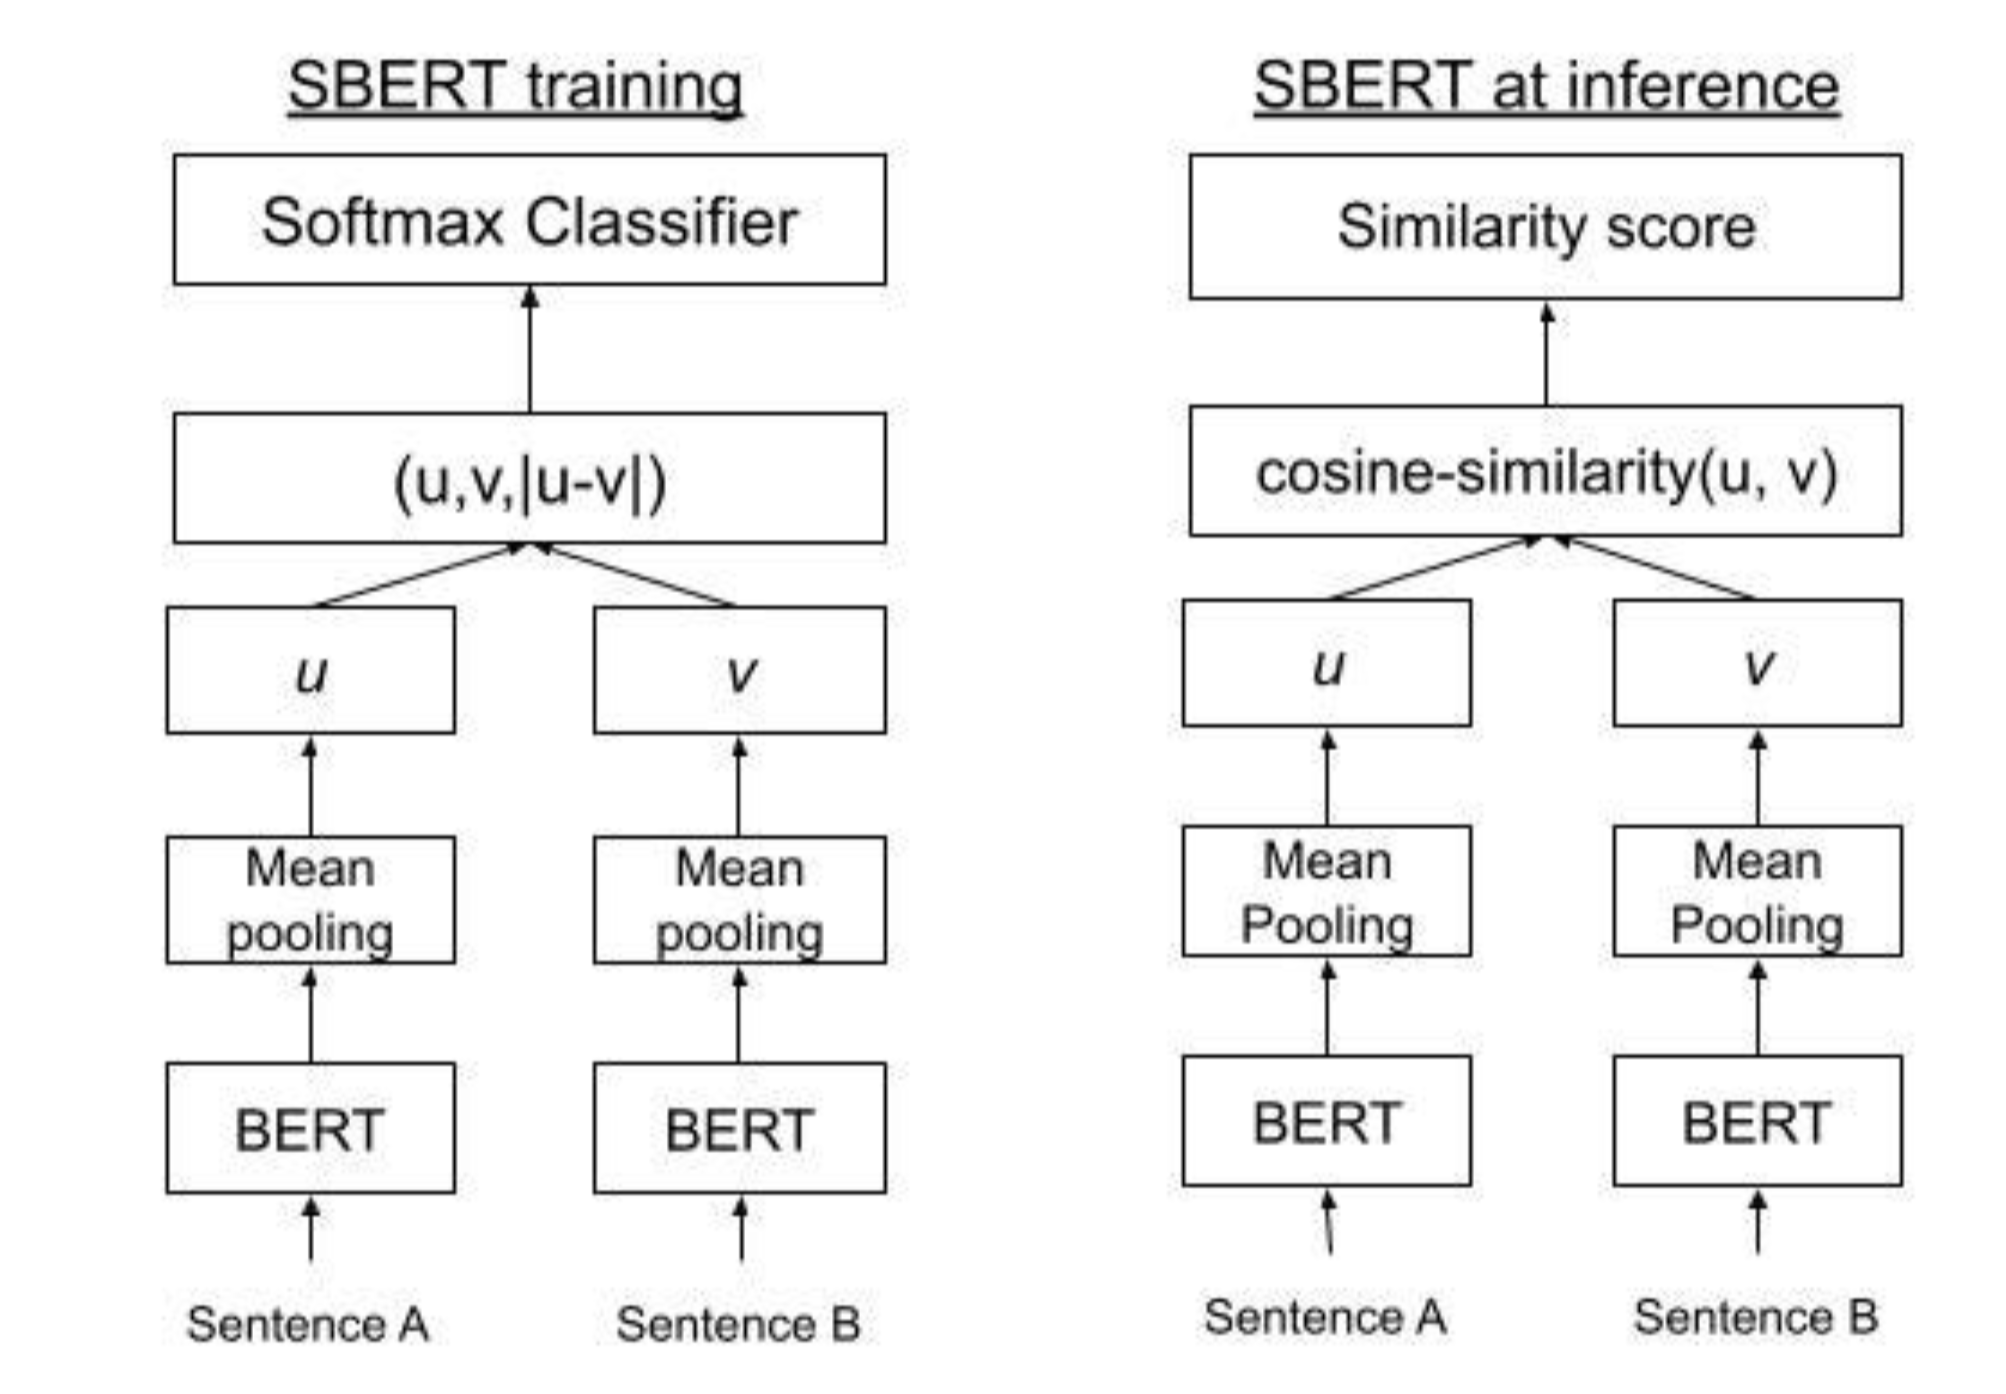 SBERT training
Softmax Classifier
(u,v,|u-v|)
u
v
Mean
pooling
Mean
pooling
BERT
BERT
Sentence A
Sentence B
SBERT at inference
Similarity score
cosine-similarity(u, v)
u
v
Mean
Pooling
Mean
Pooling
BERT
BERT
Sentence A
Sentence B